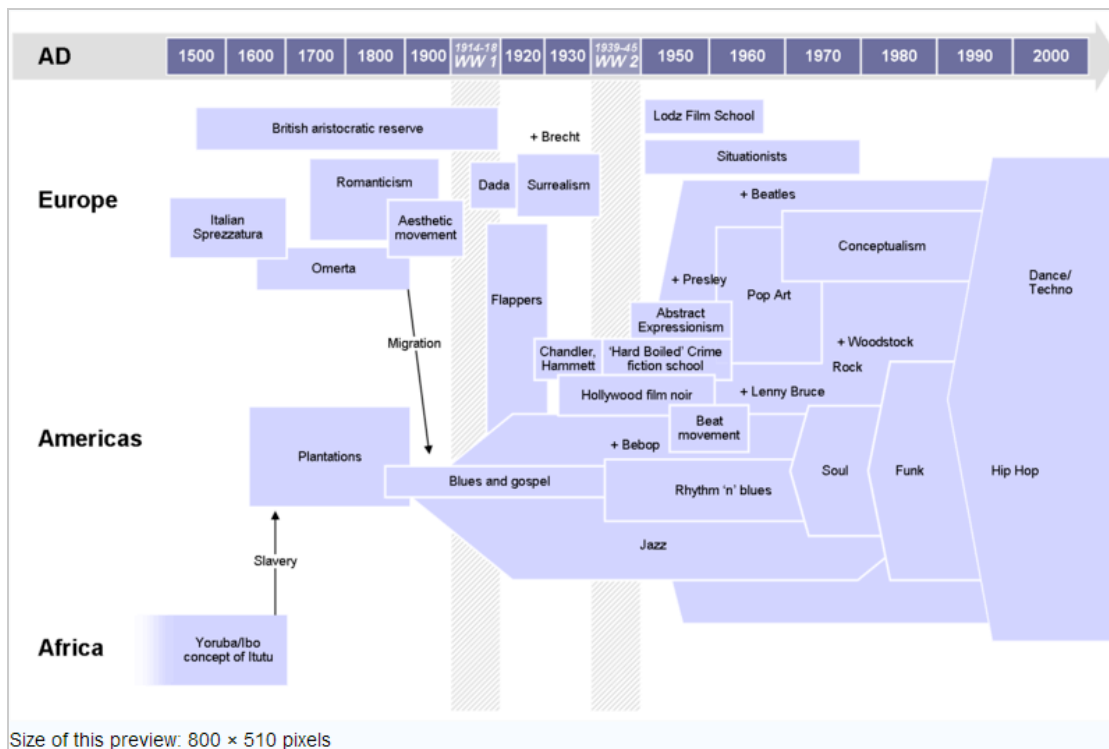 AD
1500
1600
1700
1800
1900
1914-18
WW 1
1920
1930
1939-45
WW 2
1950
1960
1970
1980
1990
2000
Lodz Film School
British aristocratic reserve
+ Brecht
Situationists
Romanticism
Dada
Surrealism
Europe
+ Beatles
Italian
Sprezzatura
Aesthetic
movement
Conceptualism
Omerta
Flappers
+ Presley
Pop Art
Dance/
Techno
Abstract
Expressionism
Migration
+ Woodstock
Chandler,
Hammett
'Hard Boiled' Crime
fiction school
Rock
Hollywood film noir
+ Lenny Bruce
Americas
Beat
movement
+ Bebop
Plantations
Blues and gospel
Rhythm 'n' blues
Soul
Funk
Hip Hop
Jazz
Slavery
Africa
Yoruba/Ibo
concept of Itutu
Size of this preview: 800 × 510 pixels